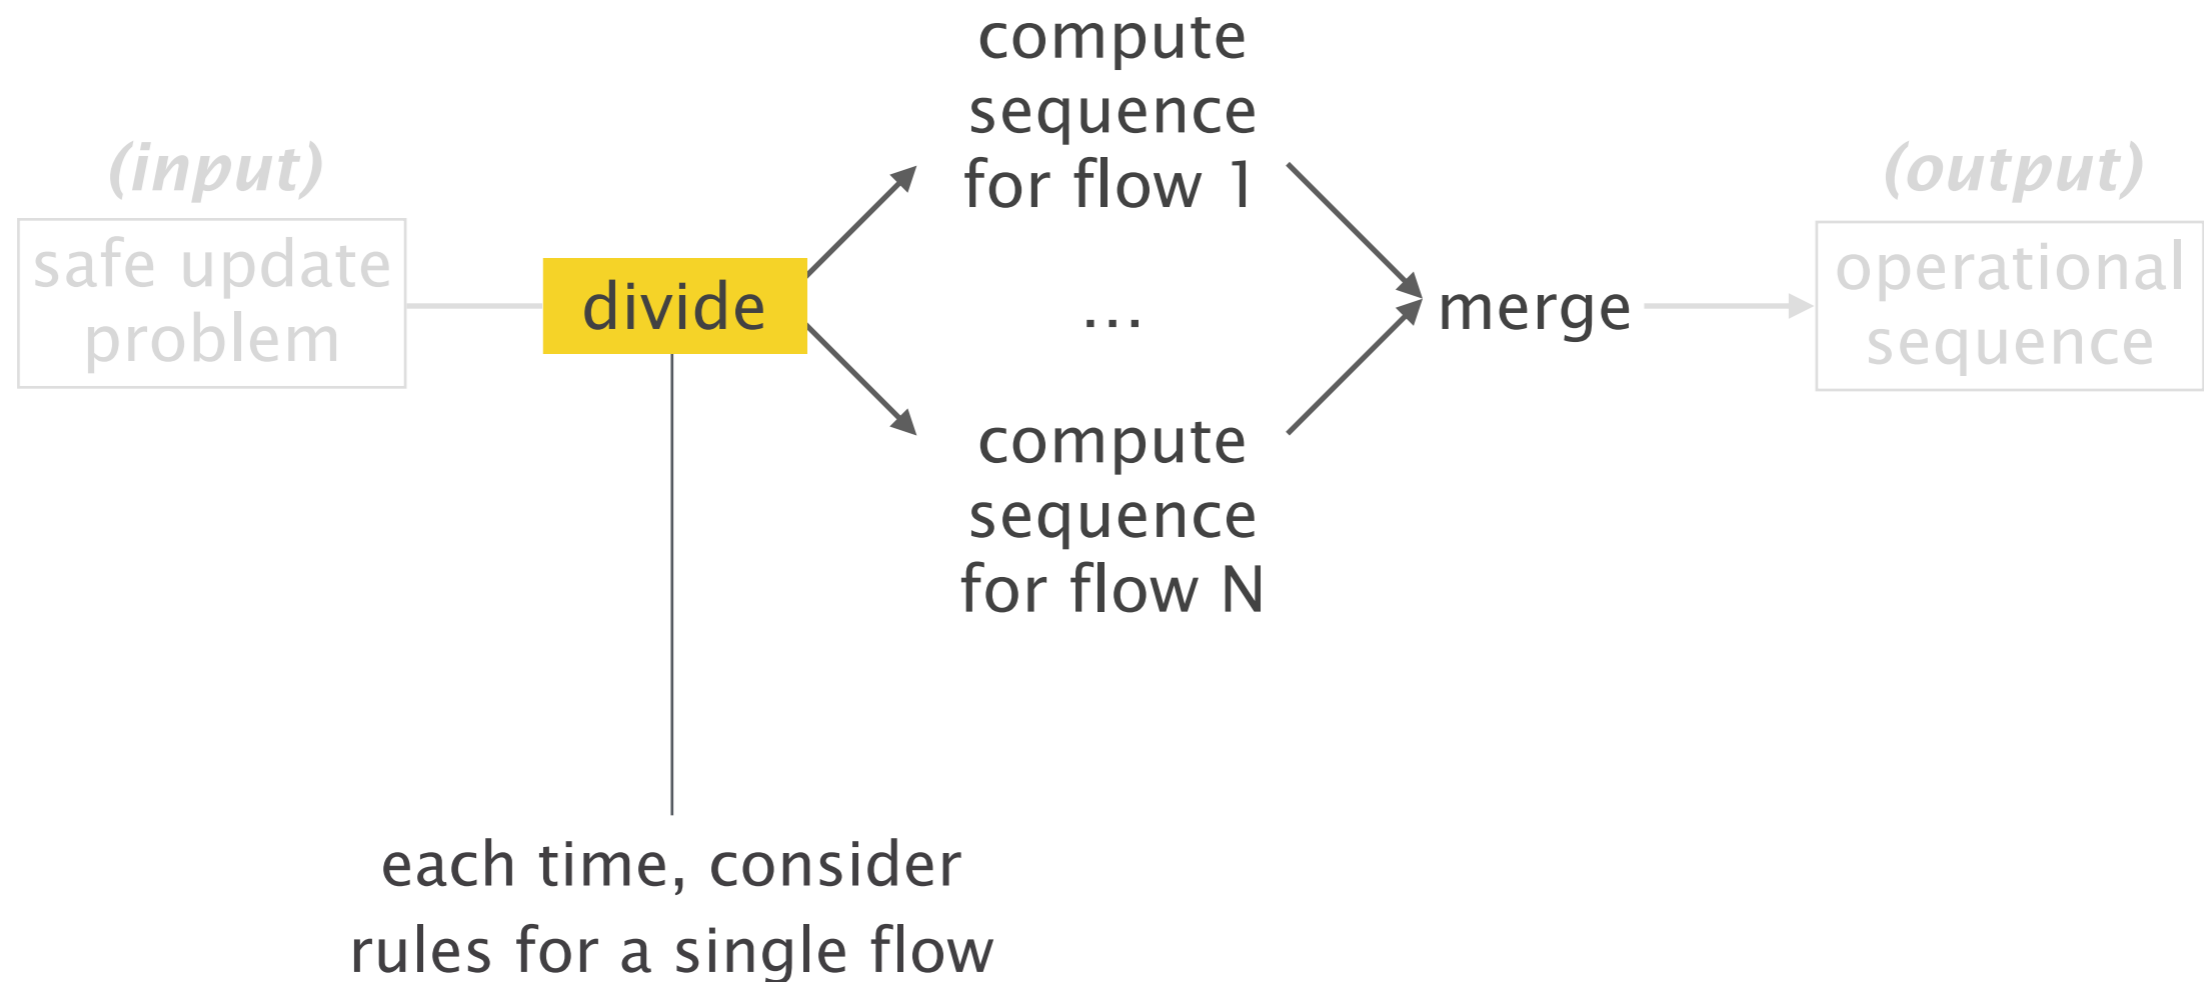 (input)
safe update
problem
divide
compute
sequence
for flow 1
...
compute
sequence
for flow N
merge
(output)
operational
sequence
each time, consider
rules for a single flow